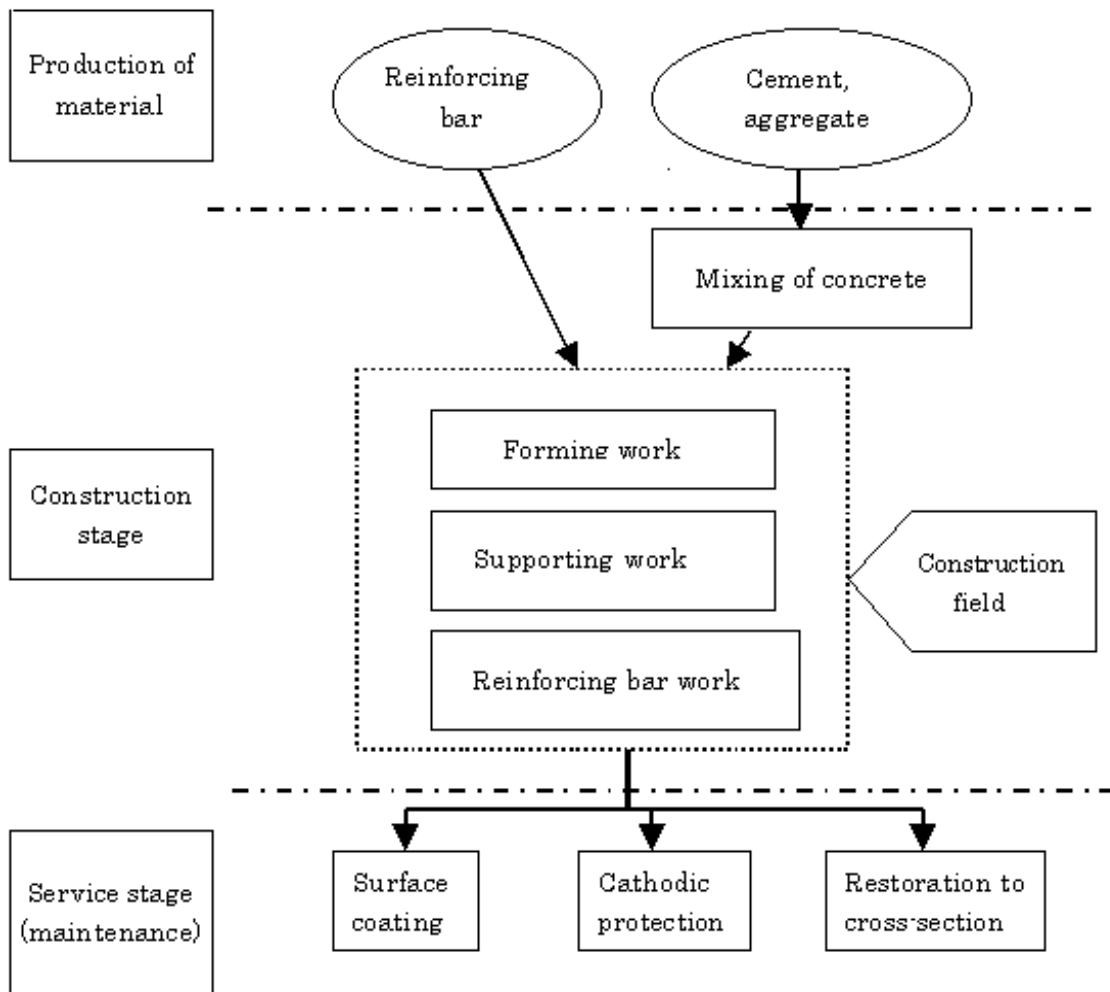 Production of
material
Reinforcing
bar
Cement,
aggregate
Mixing of concrete
Construction
stage
Forming work
Supporting work
Reinforcing bar work
Construction
field
Service stage
(maintenance)
Surface
coating
Cathodic
protection
Restoration to
cross-section